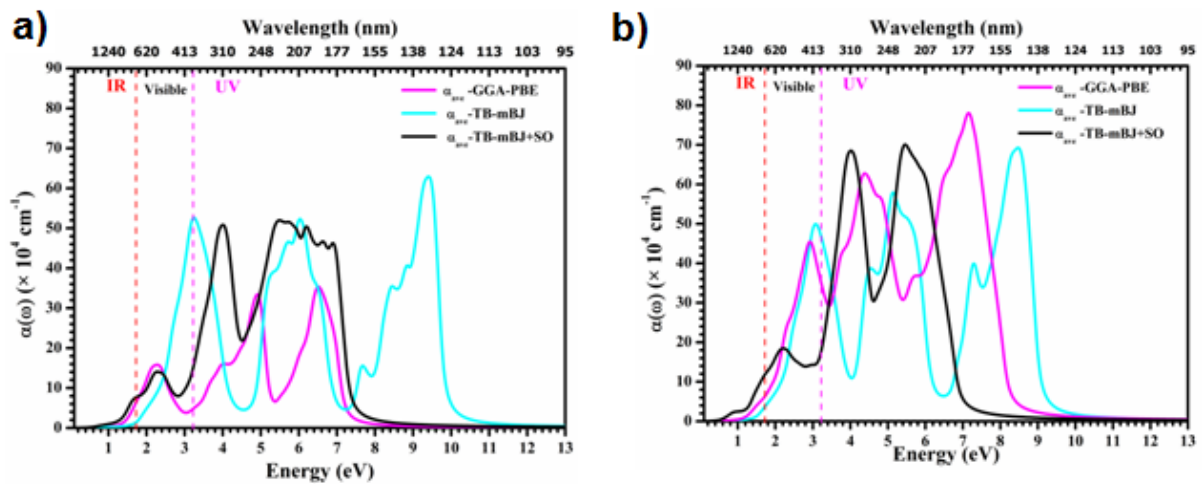 a)
Wavelength (nm)
1240 620 413 310 248 207 177 155 138 124 113 103 95
90
80
70
60
50
40
30
20
10
0
α(ω) (× 10⁴ cm⁻¹)
IR Visible UV
αave -GGA-PBE
αave -TB-mBJ
αave -TB-mBJ+SO
1 2 3 4 5 6 7 8 9 10 11 12 13
Energy (eV)
b)
Wavelength (nm)
1240 620 413 310 248 207 177 155 138 124 113 103 95
90
80
70
60
50
40
30
20
10
0
α(ω) (× 10⁴ cm⁻¹)
IR Visible UV
αave -GGA-PBE
αave -TB-mBJ
αave -TB-mBJ+SO
1 2 3 4 5 6 7 8 9 10 11 12 13
Energy (eV)